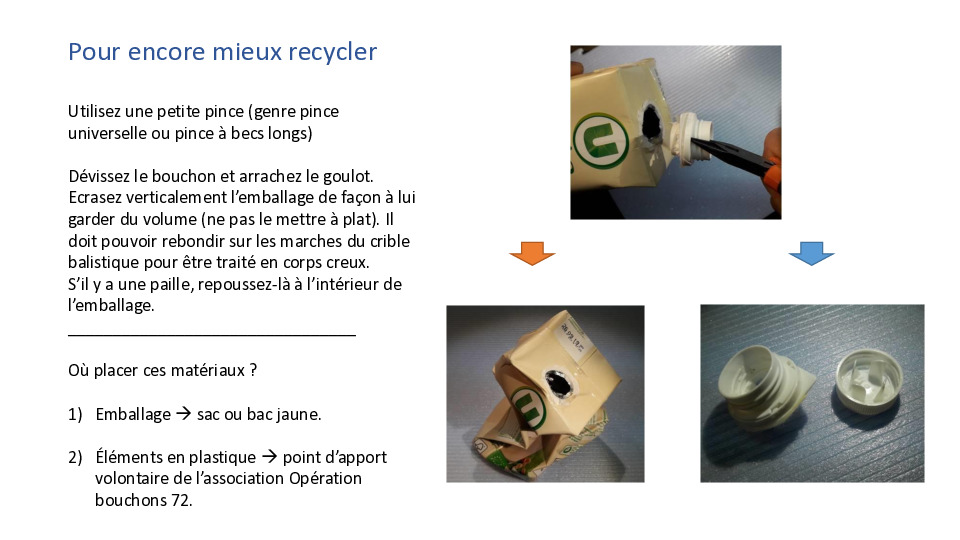 Pour encore mieux recycler
Utilisez une petite pince (genre pince
universelle ou pince à becs longs)
Dévissez le bouchon et arrachez le goulot.
Ecrasez verticalement l’emballage de façon à lui
garder du volume (ne pas le mettre à plat). Il
doit pouvoir rebondir sur les marches du crible
balistique pour être traité en corps creux.
S’il y a une paille, repoussez-là à l’intérieur de
l’emballage.
Où placer ces matériaux ?
1) Emballage → sac ou bac jaune.
2) Éléments en plastique → point d’apport
volontaire de l’association Opération
bouchons 72.
U
U